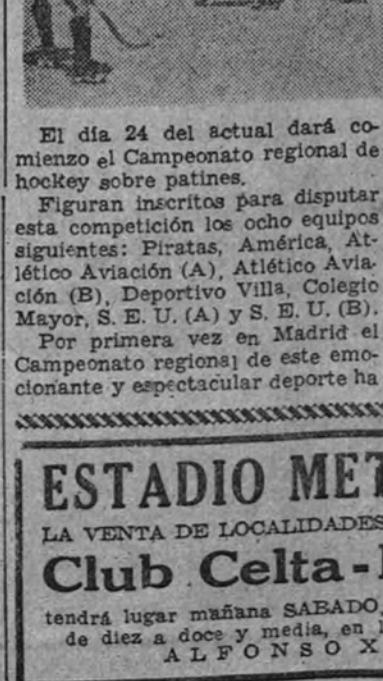 El día 24 del actual dará co-
mienzo el Campeonato regional de
hockey sobre patines.
Figuran inscritos para disputar
esta competición los ocho equipos
siguientes: Piratas, América, At-
lético Aviación (A), Atlético Avia-
ción (B), Deportivo Villa, Colegio
Mayor, S. E. U. (A) y S. E. U. (B).
Por primera vez en Madrid el
Campeonato regional de este emo-
cionante y espectacular deporte ha
ESTADIO MET
LA VENTA DE LOCALIDADES
Club Celta-
tendrá lugar mañana SABADO,
de diez a doce y media, en
ALFONSO X